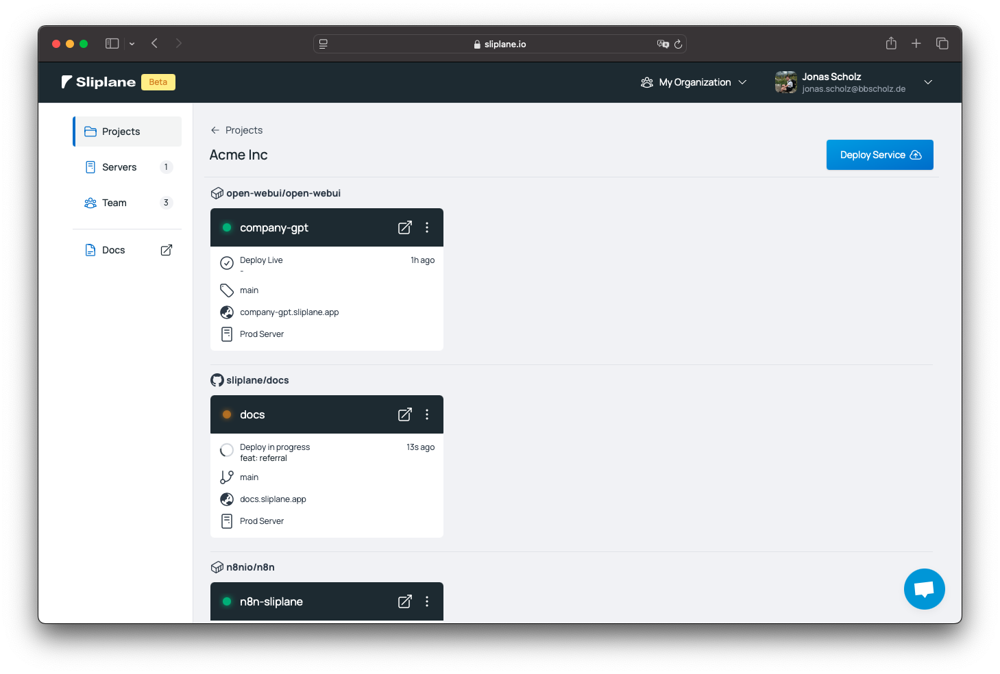 sliplane.io
Sliplane Beta
My Organization
Jonas Scholz
jonas.scholz@bbscholz.de
Projects
Servers 1
Team 3
Docs
Projects
Acme Inc
Deploy Service
open-webui/open-webui
company-gpt
Deploy Live 1h ago
-
main
company-gpt.sliplane.app
Prod Server
sliplane/docs
docs
Deploy in progress 13s ago
feat: referral
main
docs.sliplane.app
Prod Server
n8nio/n8n
n8n-sliplane